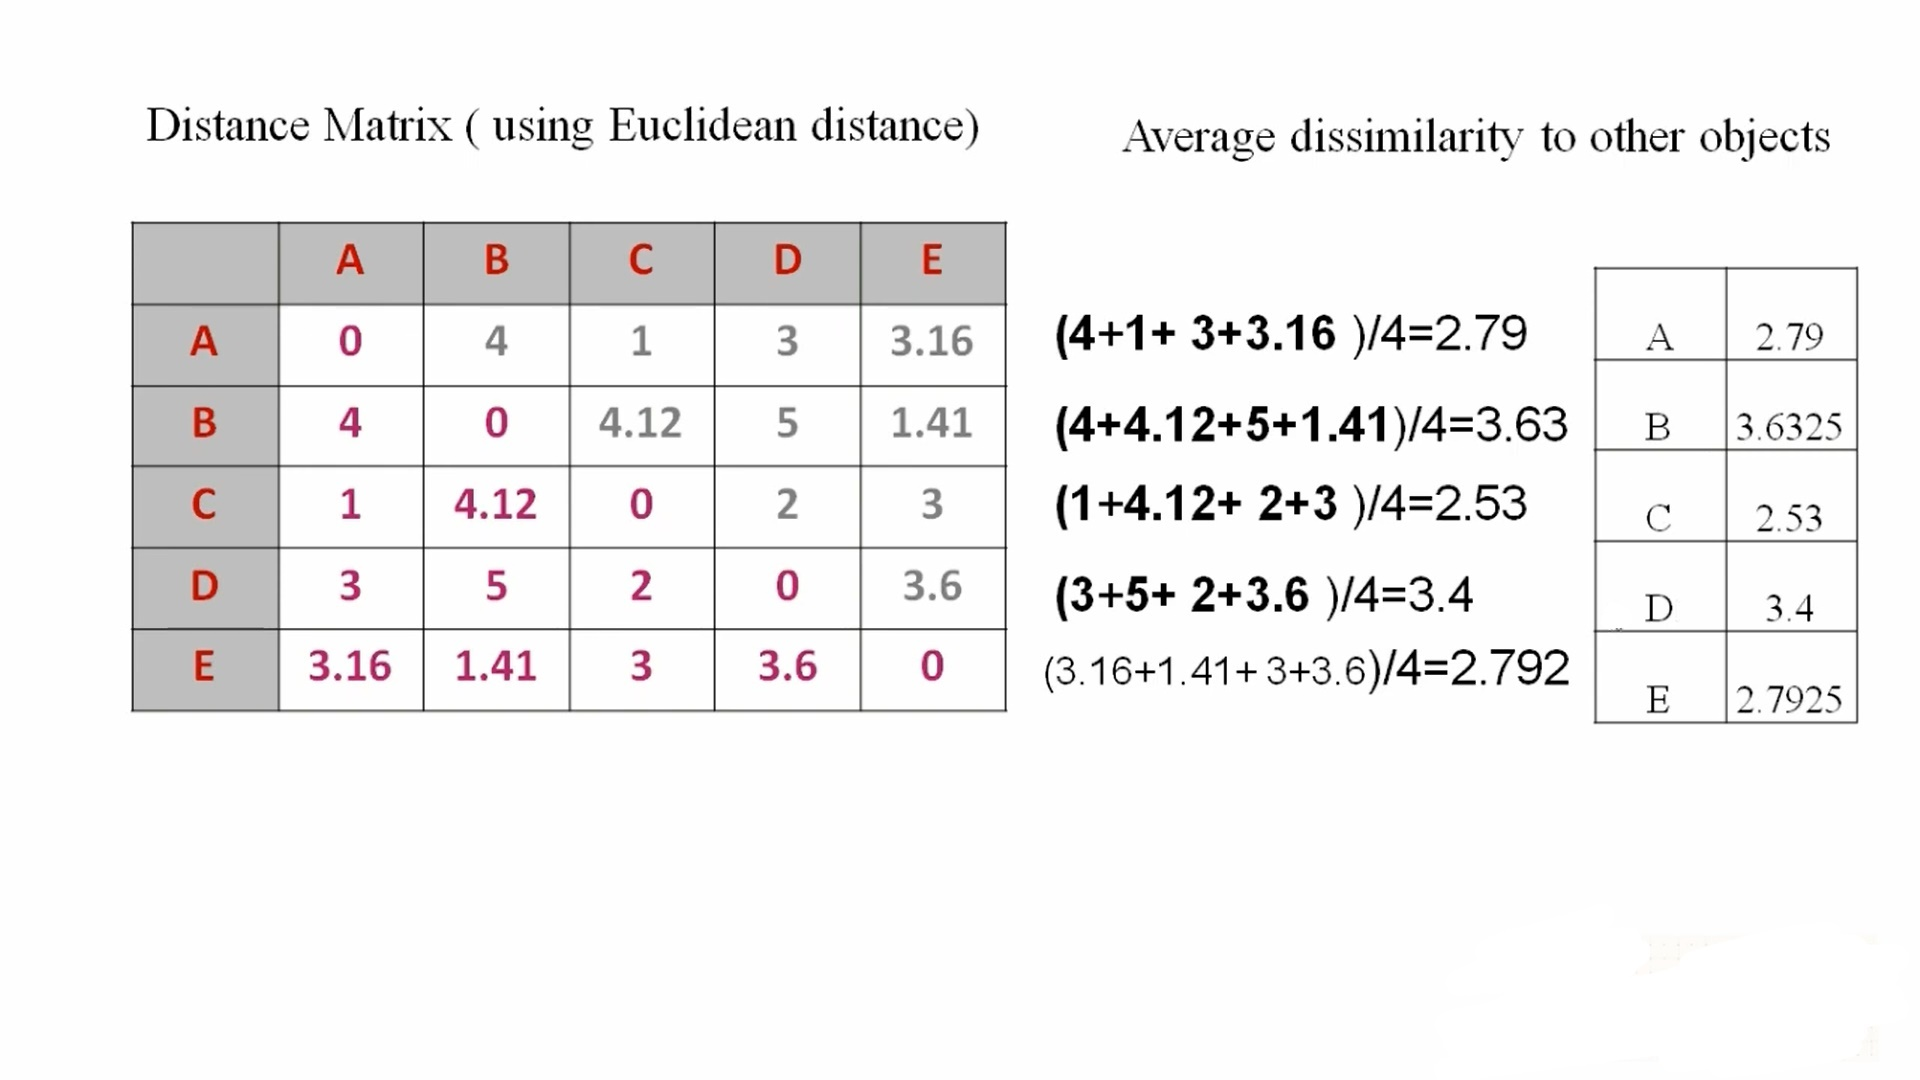 Distance Matrix ( using Euclidean distance)
Average dissimilarity to other objects
A B C D E
A 0 4 1 3 3.16
B 4 0 4.12 5 1.41
C 1 4.12 0 2 3
D 3 5 2 0 3.6
E 3.16 1.41 3 3.6 0
(4+1+ 3+3.16 )/4=2.79
(4+4.12+5+1.41)/4=3.63
(1+4.12+ 2+3 )/4=2.53
(3+5+ 2+3.6 )/4=3.4
(3.16+1.41+ 3+3.6)/4=2.792
A 2.79
B 3.6325
C 2.53
D 3.4
E 2.7925